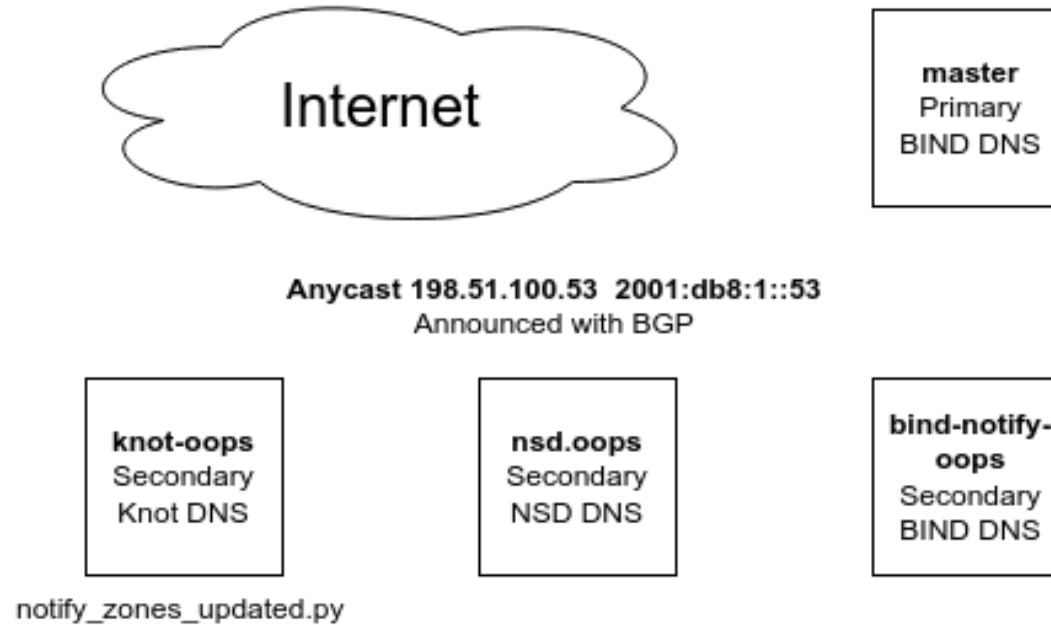 Internet
master
Primary
BIND DNS
Anycast 198.51.100.53 2001:db8:1::53
Announced with BGP
knot-oops
Secondary
Knot DNS
nsd.oops
Secondary
NSD DNS
bind-notify-
oops
Secondary
BIND DNS
notify_zones_updated.py